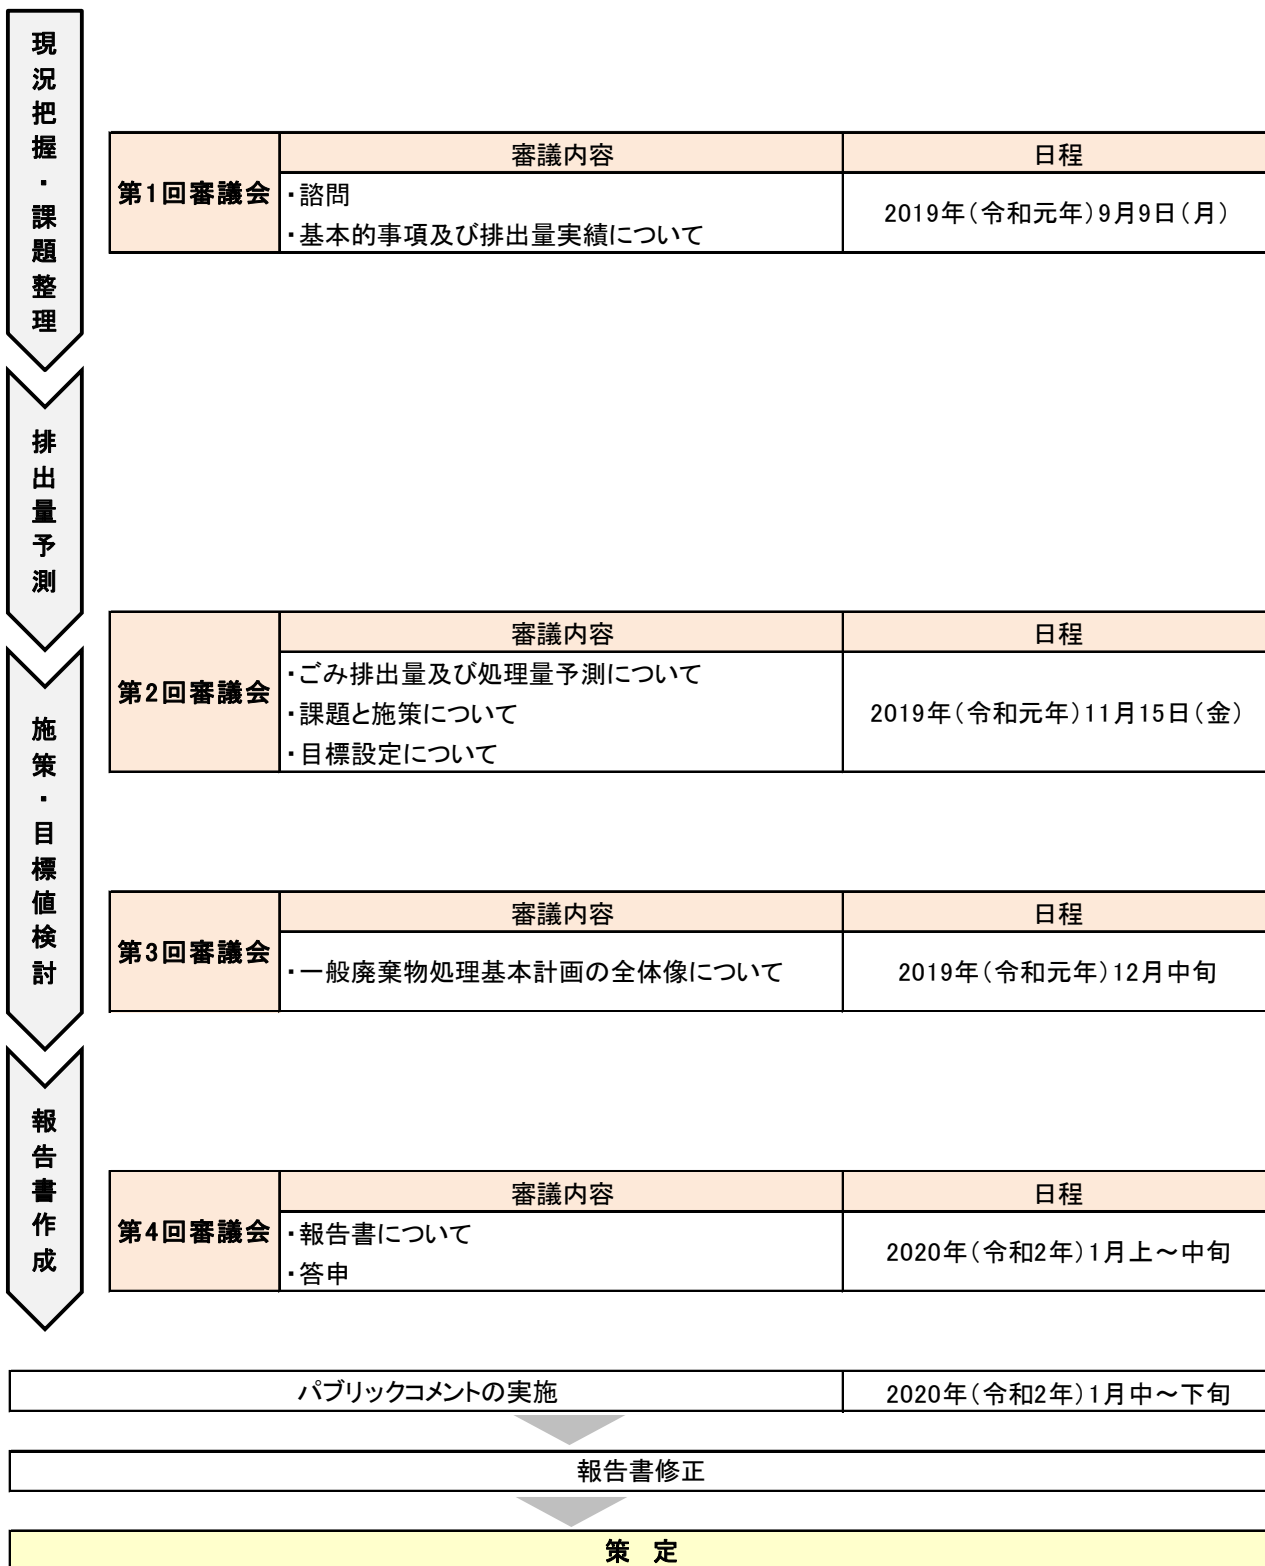 現況把握・課題整理
審議内容
日程
第1回審議会
・諮問
・基本的事項及び排出量実績について
2019年(令和元年)9月9日(月)
排出量予測
審議内容
日程
第2回審議会
・ごみ排出量及び処理量予測について
・課題と施策について
・目標設定について
2019年(令和元年)11月15日(金)
施策・目標値検討
審議内容
日程
第3回審議会
・一般廃棄物処理基本計画の全体像について
2019年(令和元年)12月中旬
報告書作成
審議内容
日程
第4回審議会
・報告書について
・答申
2020年(令和2年)1月上~中旬
パブリックコメントの実施
2020年(令和2年)1月中~下旬
報告書修正
策 定